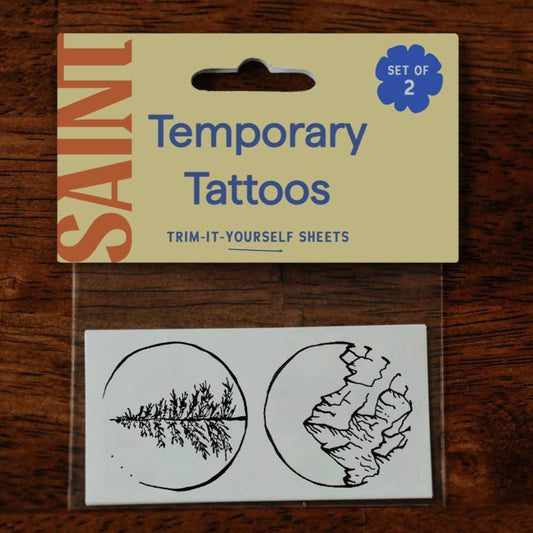 SAINT
SET OF
2
Temporary
Tattoos
TRIM-IT-YOURSELF SHEETS